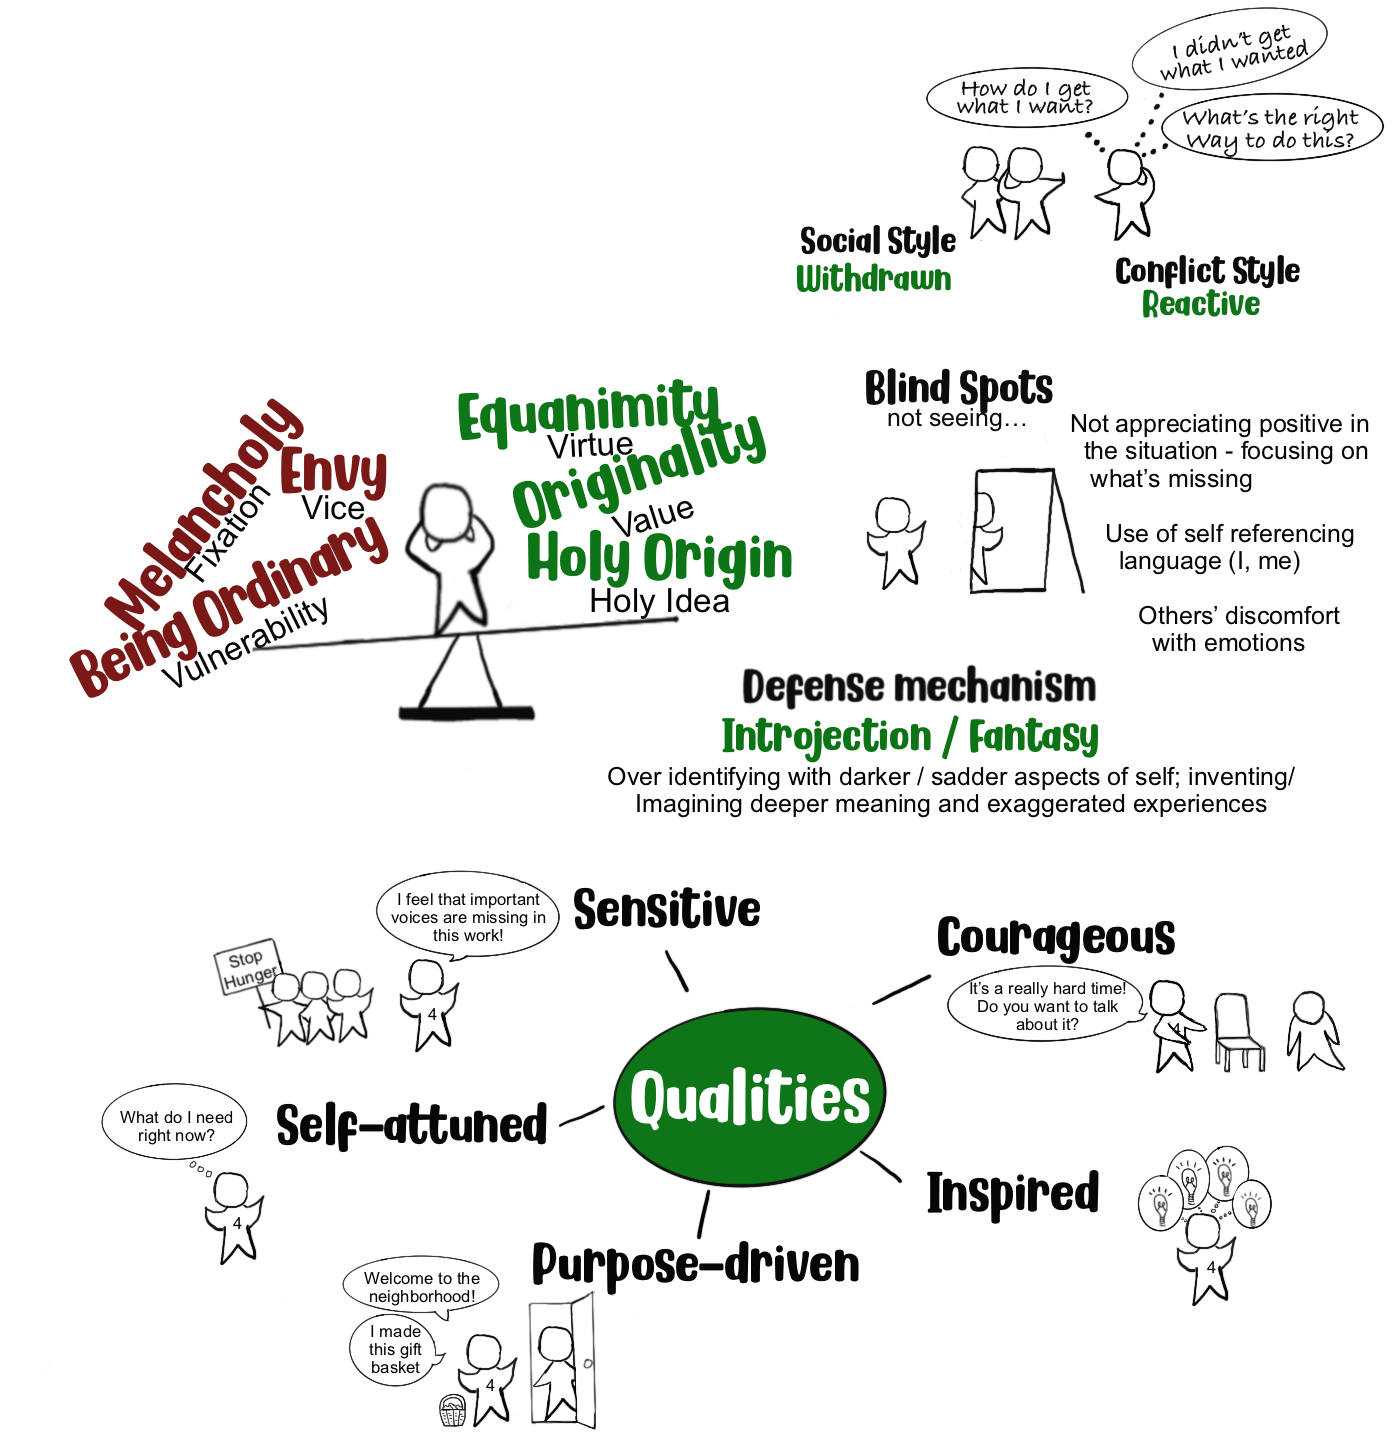 I didn't get
what I wanted
How do I get
what I want?
What's the right
Way to do this?
Social Style
Withdrawn
Conflict Style
Reactive
Melancholy
Fixation
Envy
Vice
Being Ordinary
Vulnerability
Equanimity
Virtue
Originality
Value
Holy Origin
Holy Idea
Blind Spots
not seeing...
Not appreciating positive in
the situation - focusing on
what's missing
Use of self referencing
language (I, me)
Others' discomfort
with emotions
Defense mechanism
Introjection / Fantasy
Over identifying with darker / sadder aspects of self; inventing/
Imagining deeper meaning and exaggerated experiences
Sensitive
I feel that important
voices are missing in
this work!
Stop
Hunger
4
Courageous
It's a really hard time!
Do you want to talk
about it?
4
Qualities
Self-attuned
What do I need
right now?
4
Inspired
4
Purpose-driven
Welcome to the
neighborhood!
I made
this gift
basket
4